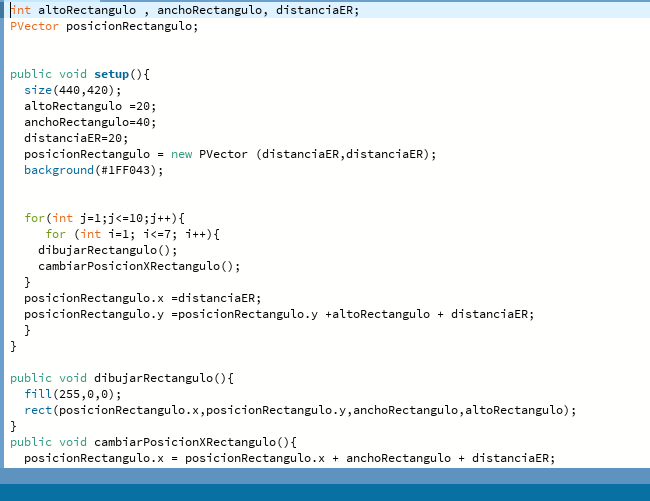 int altoRectangulo , anchoRectangulo, distanciaER;
PVector posicionRectangulo;
public void setup(){
size(440,420);
altoRectangulo =20;
anchoRectangulo=40;
distanciaER=20;
posicionRectangulo = new PVector (distanciaER,distanciaER);
background(#1FF043);
for(int j=1;j<=10;j++){
for (int i=1; i<=7; i++){
dibujarRectangulo();
cambiarPosicionXRectangulo();
}
posicionRectangulo.x =distanciaER;
posicionRectangulo.y =posicionRectangulo.y +altoRectangulo + distanciaER;
}
}
public void dibujarRectangulo(){
fill(255,0,0);
rect(posicionRectangulo.x,posicionRectangulo.y,anchoRectangulo,altoRectangulo);
}
public void cambiarPosicionXRectangulo(){
posicionRectangulo.x = posicionRectangulo.x + anchoRectangulo + distanciaER;